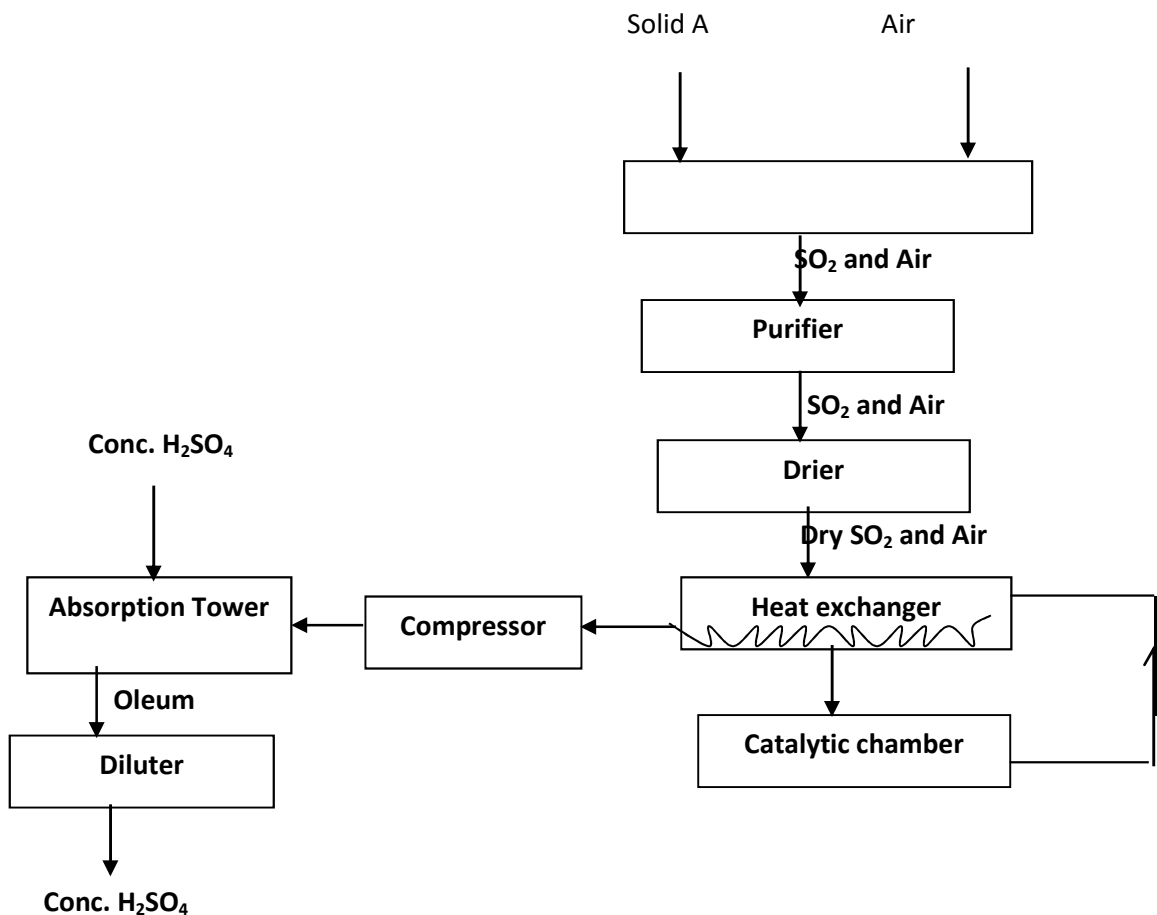 Solid A
Air
SO₂ and Air
Purifier
SO₂ and Air
Conc. H₂SO₄
Drier
Dry SO₂ and Air
Absorption Tower
Compressor
Heat exchanger
Oleum
Catalytic chamber
Diluter
Conc. H₂SO₄